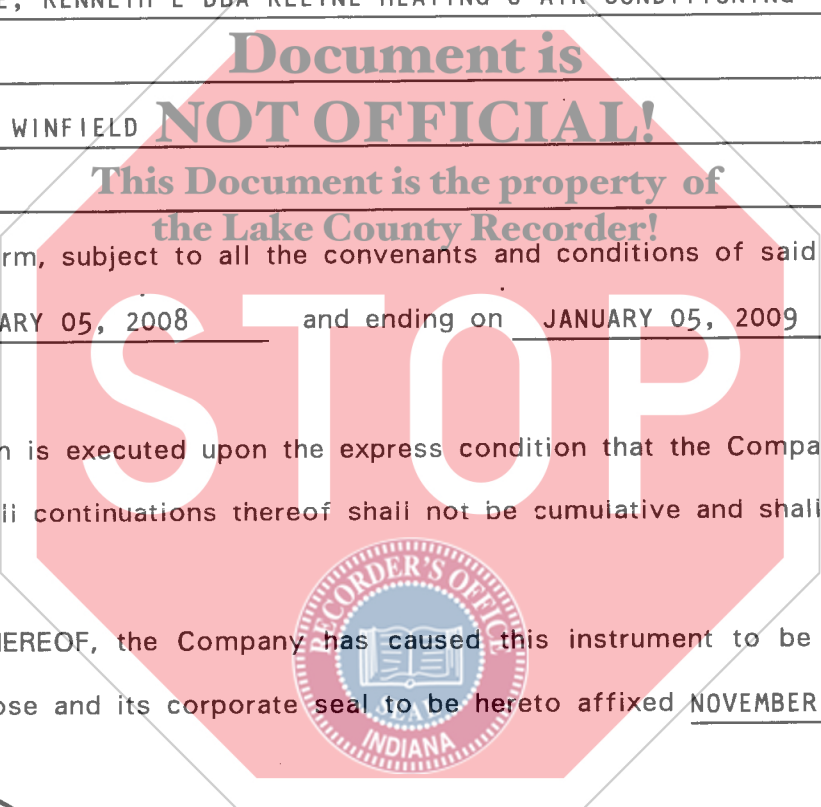 , KENNETH E DBA KLEINE HEATING & AIR CONDITIONING
Document is
WINFIELD NOT OFFICIAL!
This Document is the property of
the Lake County Recorder!
rm, subject to all the convenants and conditions of said
ARY 05, 2008 and ending on JANUARY 05, 2009
STOP
n is executed upon the express condition that the Compa
ll continuations thereof shall not be cumulative and shall
HEREOF, the Company has caused this instrument to be
ose and its corporate seal to be hereto affixed NOVEMBER
RECORDER'S OFFICE
SEAL
INDIANA